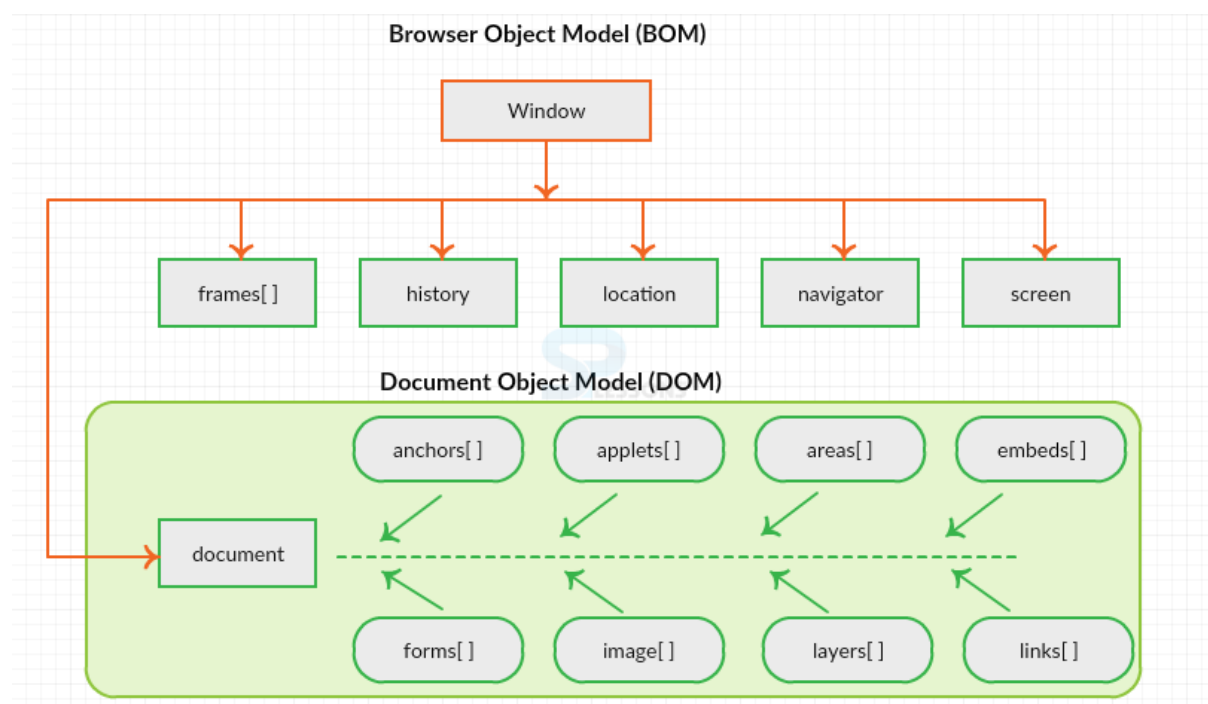 Browser Object Model (BOM)
Window
frames[ ]
history
location
navigator
screen
Document Object Model (DOM)
anchors[ ]
applets[ ]
areas[ ]
embeds[ ]
document
forms[ ]
image[ ]
layers[ ]
links[ ]